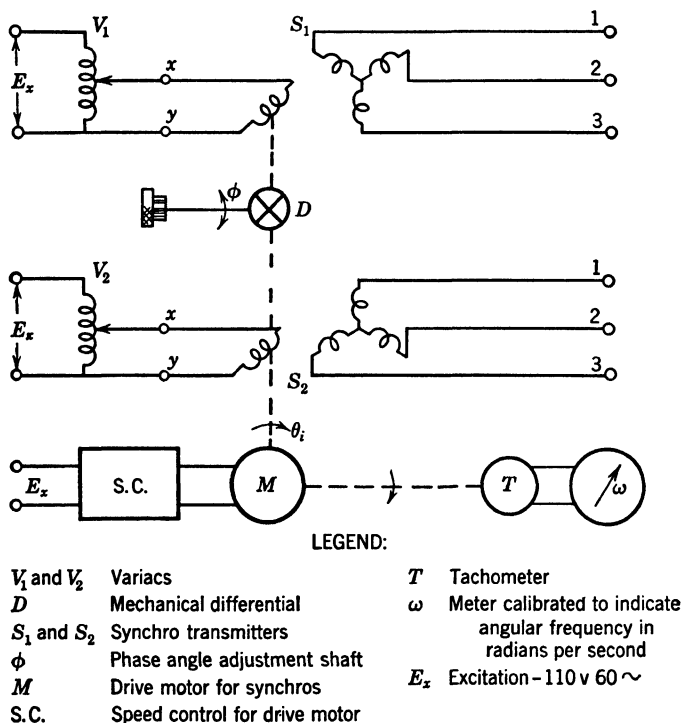 V₁ S₁ 1
Eₓ x 2
y 3
φ D
V₂ 1
Eₓ x 2
y S₂ 3
θᵢ
Eₓ S.C. M T ω
LEGEND:
V₁ and V₂ Variacs
D Mechanical differential
S₁ and S₂ Synchro transmitters
φ Phase angle adjustment shaft
M Drive motor for synchros
S.C. Speed control for drive motor
T Tachometer
ω Meter calibrated to indicate
angular frequency in
radians per second
Eₓ Excitation – 110 v 60 ~